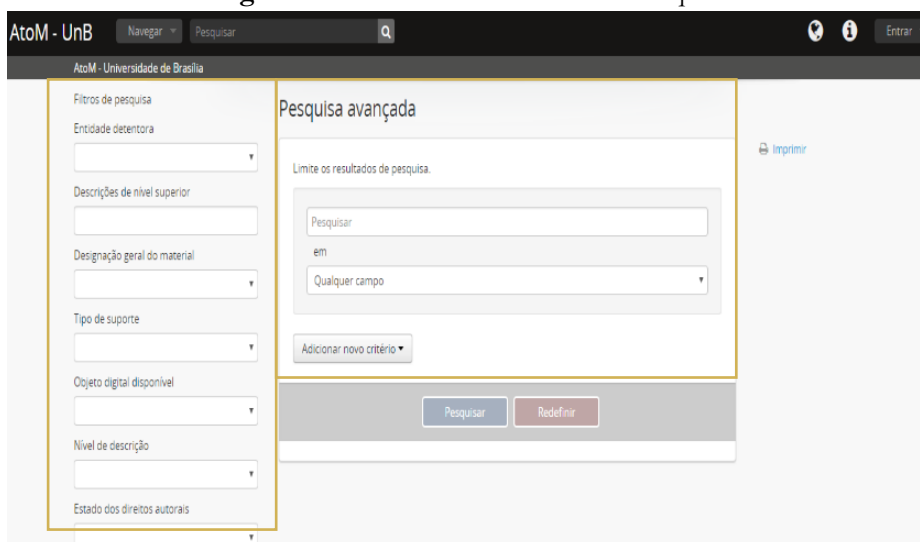 AtoM - UnB Navegar Pesquisar Entrar
AtoM - Universidade de Brasília
Filtros de pesquisa
Entidade detentora
Descrições de nível superior
Designação geral do material
Tipo de suporte
Objeto digital disponível
Nível de descrição
Estado dos direitos autorais
Pesquisa avançada
Limite os resultados de pesquisa.
Pesquisar
em
Qualquer campo
Adicionar novo critério
Pesquisar Redefinir
Imprimir